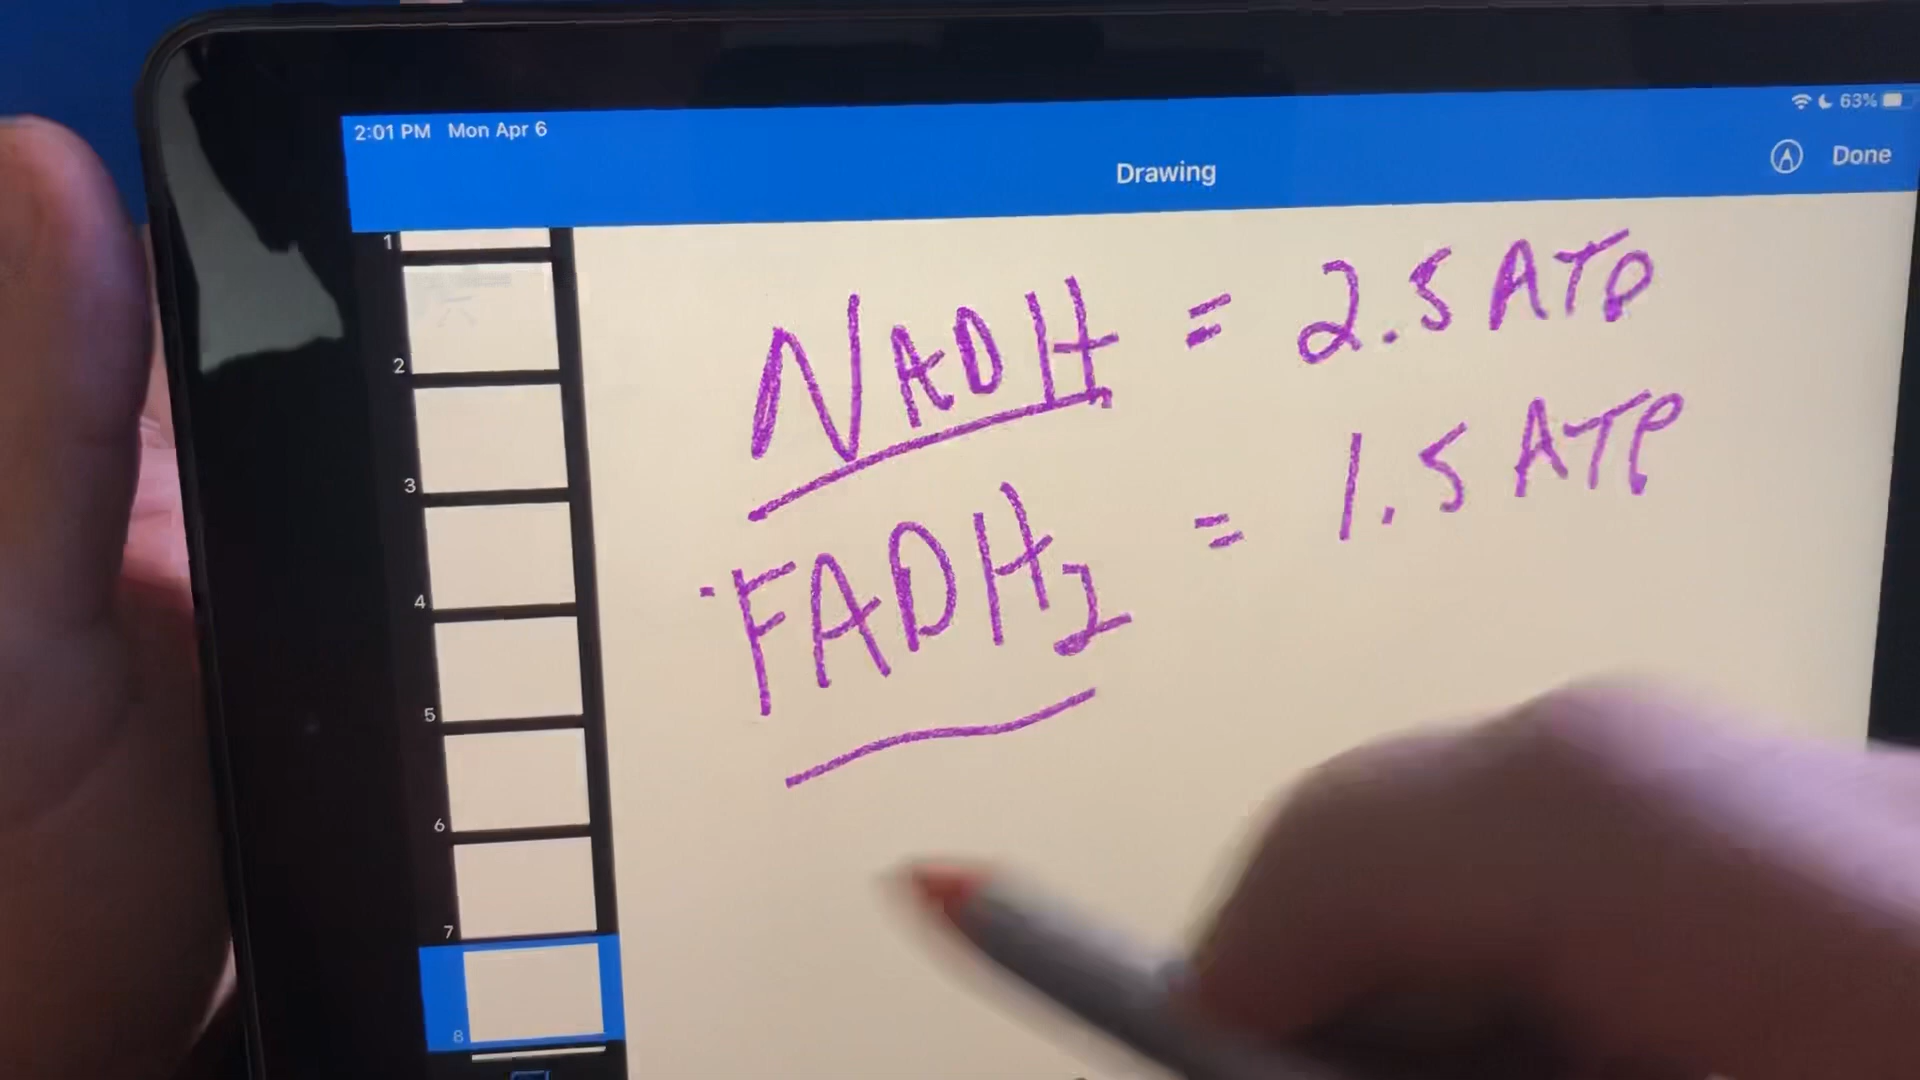 2:01 PM Mon Apr 6
63%
Drawing
Done
1
2
3
4
5
6
7
8
NADH = 2.5 ATP
FADH₂ = 1.5 ATP